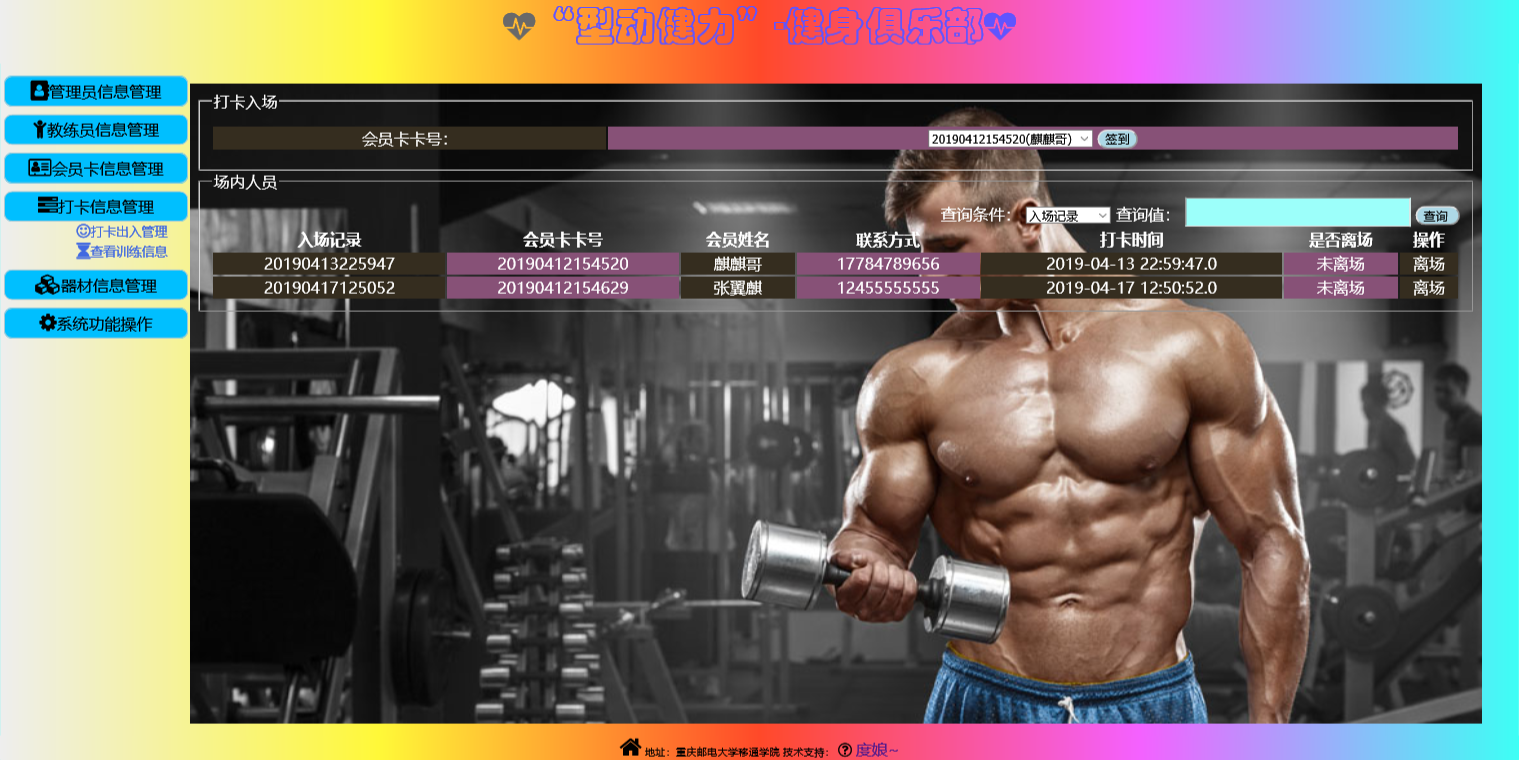 “型动健力” -健身俱乐部
管理员信息管理
教练员信息管理
会员卡信息管理
打卡信息管理
打卡出入管理
查看训练信息
器材信息管理
系统功能操作
打卡入场
会员卡卡号: 20190412154520(麒麒哥) 签到
场内人员
查询条件: 入场记录 查询值: 查询
入场记录 会员卡卡号 会员姓名 联系方式 打卡时间 是否离场 操作
20190413225947 20190412154520 麒麒哥 17784789656 2019-04-13 22:59:47.0 未离场 离场
20190417125052 20190412154629 张翼麒 12455555555 2019-04-17 12:50:52.0 未离场 离场
地址: 重庆邮电大学移通学院 技术支持: 度娘~